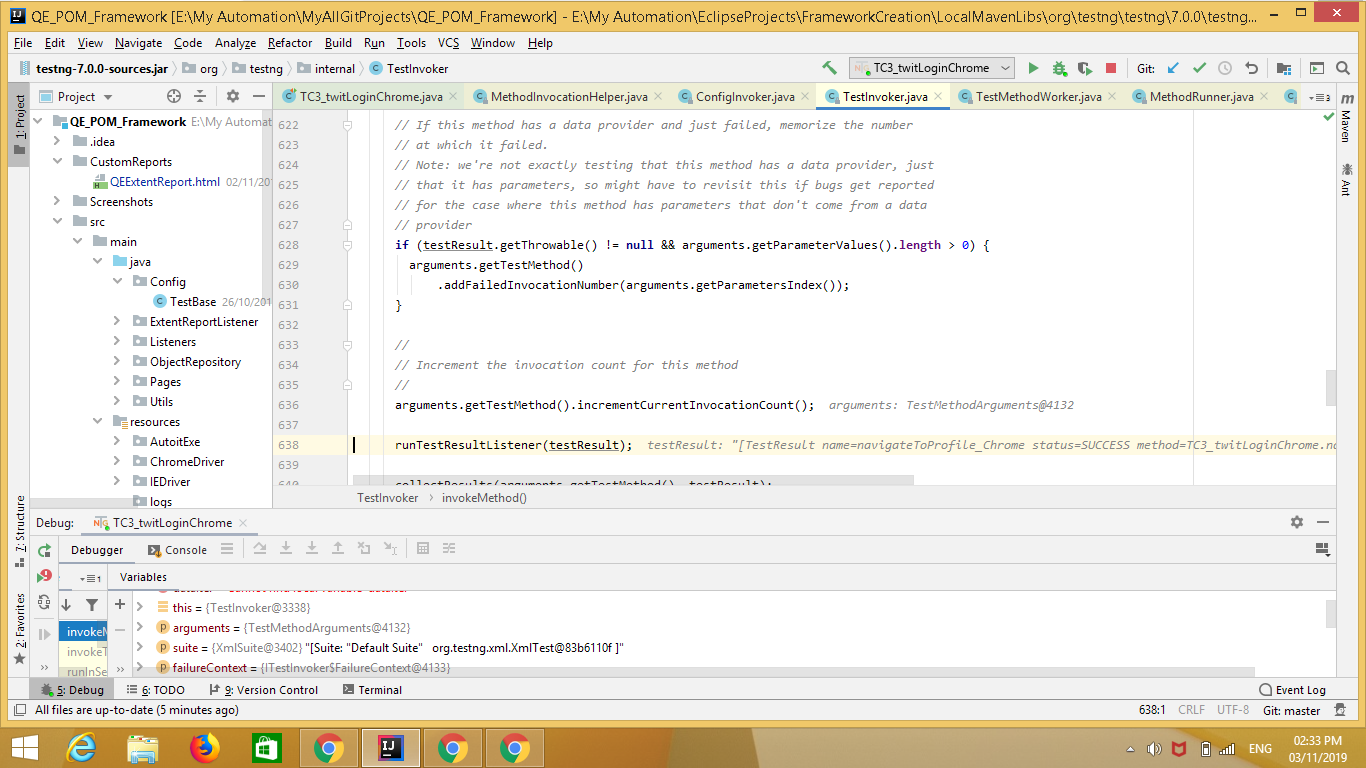 QE_POM_Framework [E:\My Automation\MyAllGitProjects\QE_POM_Framework] - E:\My Automation\EclipseProjects\FrameworkCreation\LocalMavenLibs\org\testng\testng\7.0.0\testng...
File Edit View Navigate Code Analyze Refactor Build Run Tools VCS Window Help
testng-7.0.0-sources.jar org testng internal TestInvoker TC3_twitLoginChrome Git:
1: Project
Project
TC3_twitLoginChrome.java MethodInvocationHelper.java ConfigInvoker.java TestInvoker.java TestMethodWorker.java MethodRunner.java 3
Maven
Ant
QE_POM_Framework E:\My Automat
.idea
CustomReports
QEExtentReport.html 02/11/201
Screenshots
src
main
java
Config
TestBase 26/10/201
ExtentReportListener
Listeners
ObjectRepository
Pages
Utils
resources
AutoitExe
ChromeDriver
IEDriver
logs
622 // If this method has a data provider and just failed, memorize the number
623 // at which it failed.
624 // Note: we're not exactly testing that this method has a data provider, just
625 // that it has parameters, so might have to revisit this if bugs get reported
626 // for the case where this method has parameters that don't come from a data
627 // provider
628 if (testResult.getThrowable() != null && arguments.getParameterValues().length > 0) {
629 arguments.getTestMethod()
630 .addFailedInvocationNumber(arguments.getParametersIndex());
631 }
632
633 //
634 // Increment the invocation count for this method
635 //
636 arguments.getTestMethod().incrementCurrentInvocationCount(); arguments: TestMethodArguments@4132
637
638 runTestResultListener(testResult); testResult: "[TestResult name=navigateToProfile_Chrome status=SUCCESS method=TC3_twitLoginChrome.na
639
640 collectResults(arguments.getTestMethod(), testResult);
TestInvoker invokeMethod()
7: Structure
2: Favorites
Debug: TC3_twitLoginChrome
Debugger Console
9
1
Variables
this = {TestInvoker@3338}
arguments = {TestMethodArguments@4132}
suite = {XmlSuite@3402} "[Suite: "Default Suite" org.testng.xml.XmlTest@83b6110f ]"
failureContext = {ITestInvoker$FailureContext@4133}
invokeM
invokeT
runInSe
5: Debug 6: TODO 9: Version Control Terminal Event Log
All files are up-to-date (5 minutes ago) 638:1 CRLF UTF-8 Git: master
ENG
02:33 PM
03/11/2019